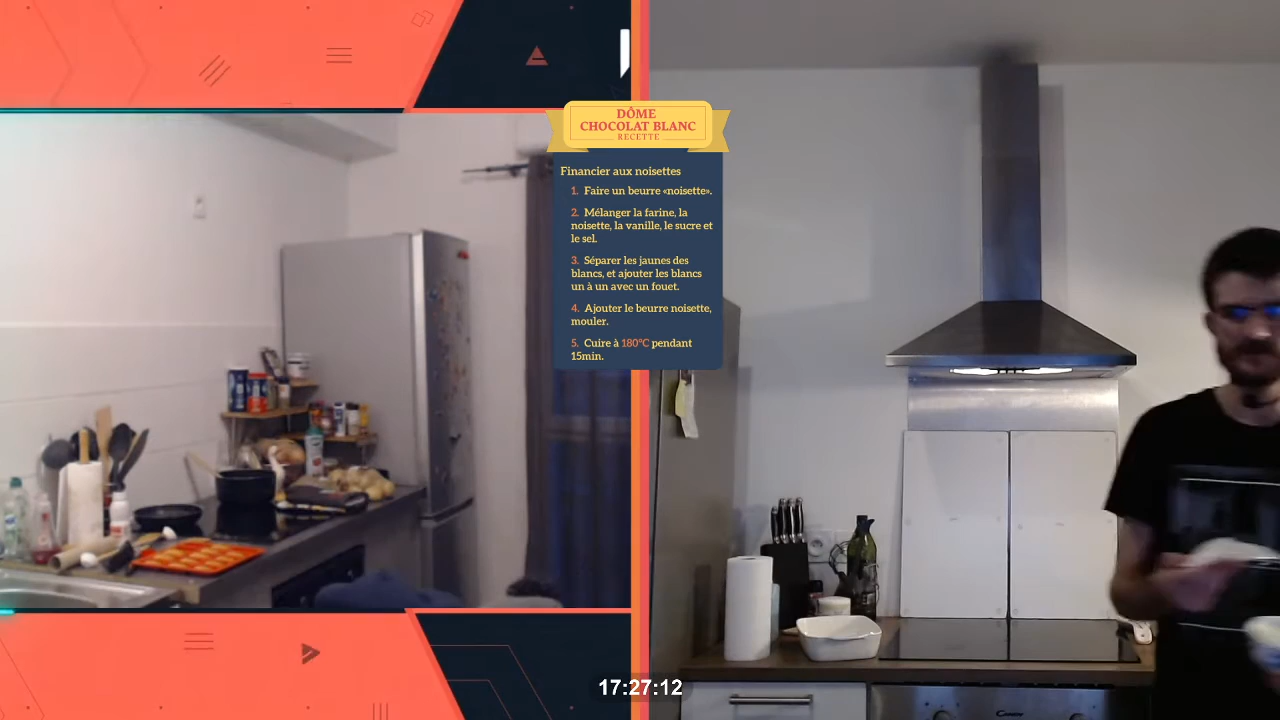 DÔME
CHOCOLAT BLANC
RECETTE
Financier aux noisettes
1. Faire un beurre «noisette».
2. Mélanger la farine, la
noisette, la vanille, le sucre et
le sel.
3. Séparer les jaunes des
blancs, et ajouter les blancs
un à un avec un fouet.
4. Ajouter le beurre noisette,
mouler.
5. Cuire à 180°C pendant
15min.
17:27:12
Candy